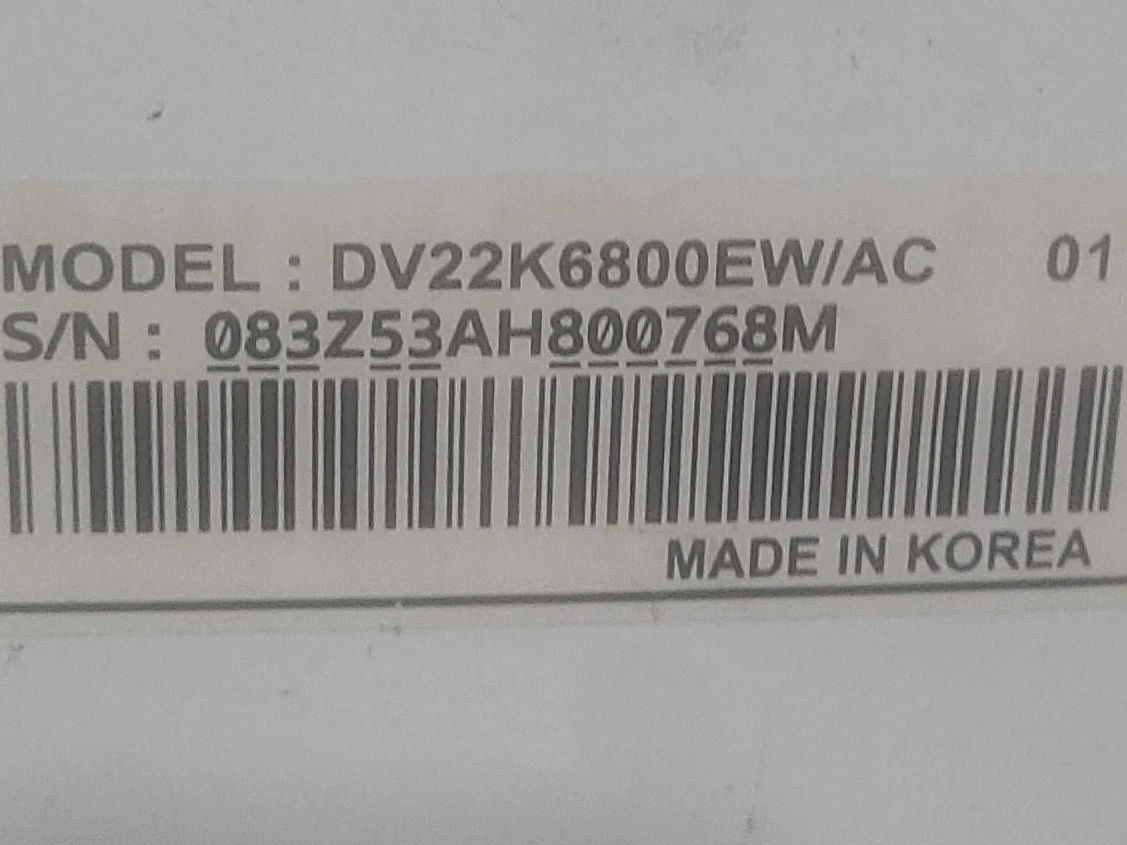 MODEL : DV22K6800EW/AC 01
S/N : 083Z53AH800768M
MADE IN KOREA